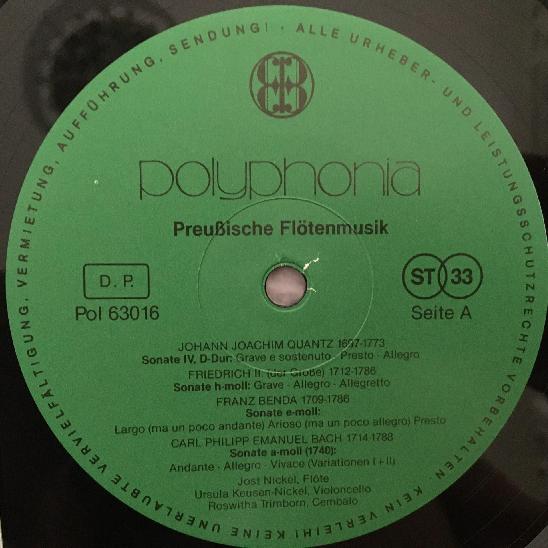 ALLE URHEBER- UND LEISTUNGSSCHUTZRECHTE VORBEHALTEN. KEIN VERLEIH! KEINE UNERLAUBTE VERVIELFÄLTIGUNG, VERMIETUNG, AUFFÜHRUNG, SENDUNG!
polyphonia
Preußische Flötenmusik
D. P.
ST 33
Pol 63016
Seite A
JOHANN JOACHIM QUANTZ 1697-1773
Sonate IV, D-Dur: Grave e sostenuto · Presto · Allegro
FRIEDRICH II. (der Große) 1712-1786
Sonate h-moll: Grave · Allegro · Allegretto
FRANZ BENDA 1709-1786
Sonate e-moll:
Largo (ma un poco andante) Arioso (ma un poco allegro) Presto
CARL PHILIPP EMANUEL BACH 1714-1788
Sonate a-moll (1740):
Andante · Allegro · Vivace (Variationen I + II)
Jost Nickel, Flöte
Ursula Keusen-Nickel, Violoncello
Roswitha Trimborn, Cembalo